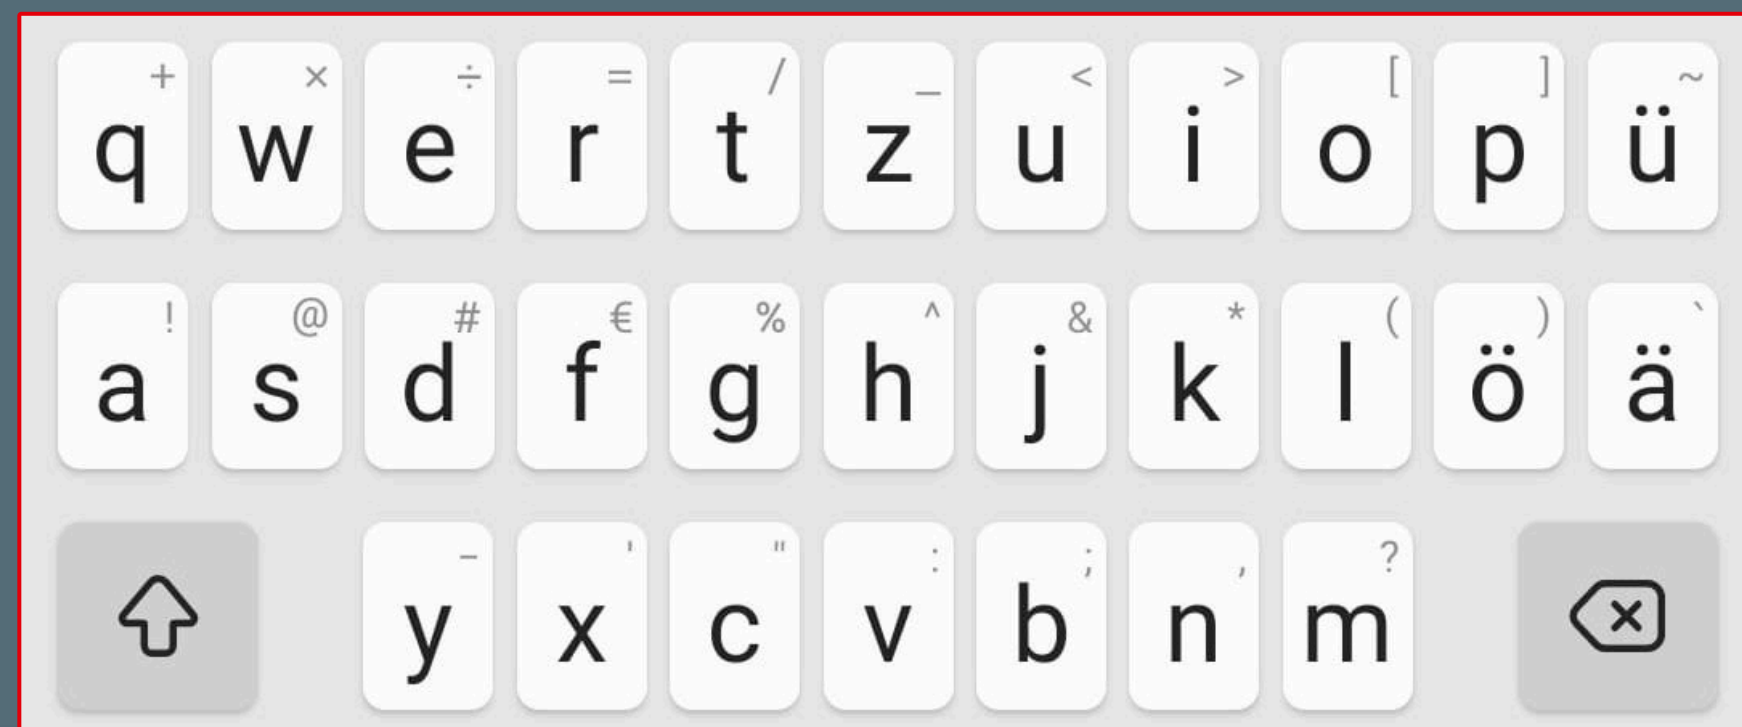 + × ÷ = / _ < > [ ] ~
q w e r t z u i o p ü
! @ # € % ^ & * ( ) `
a s d f g h j k l ö ä
- ' " : ; , ?
y x c v b n m